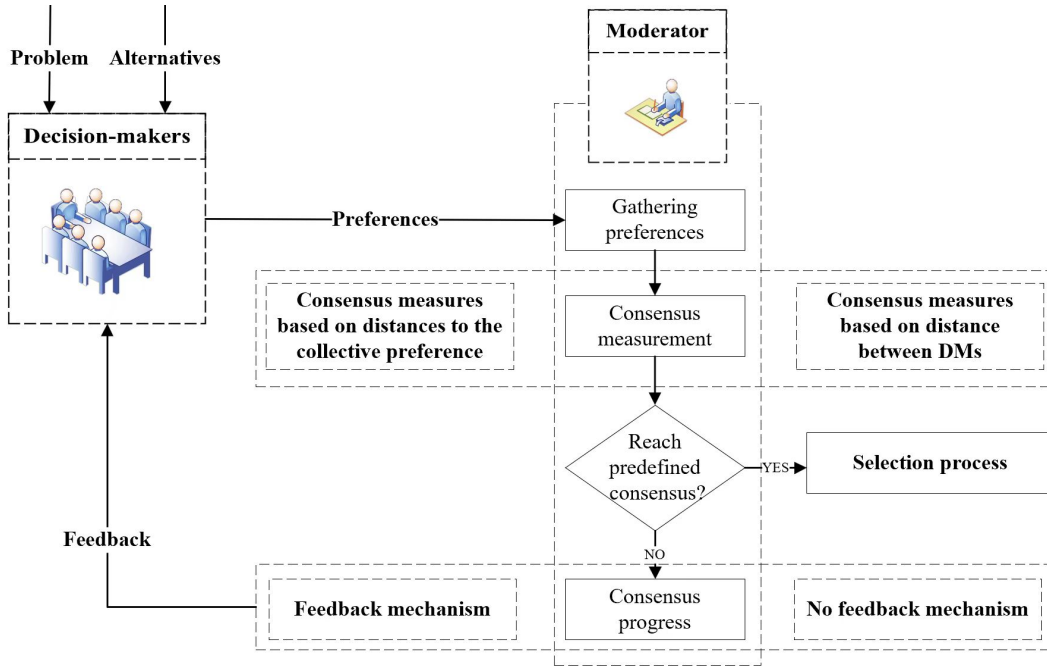 Problem
Alternatives
Moderator
Decision-makers
Preferences
Gathering
preferences
Consensus measures
based on distances to the
collective preference
Consensus
measurement
Consensus measures
based on distance
between DMs
Reach
predefined
consensus?
YES
Selection process
Feedback
NO
Feedback mechanism
Consensus
progress
No feedback mechanism